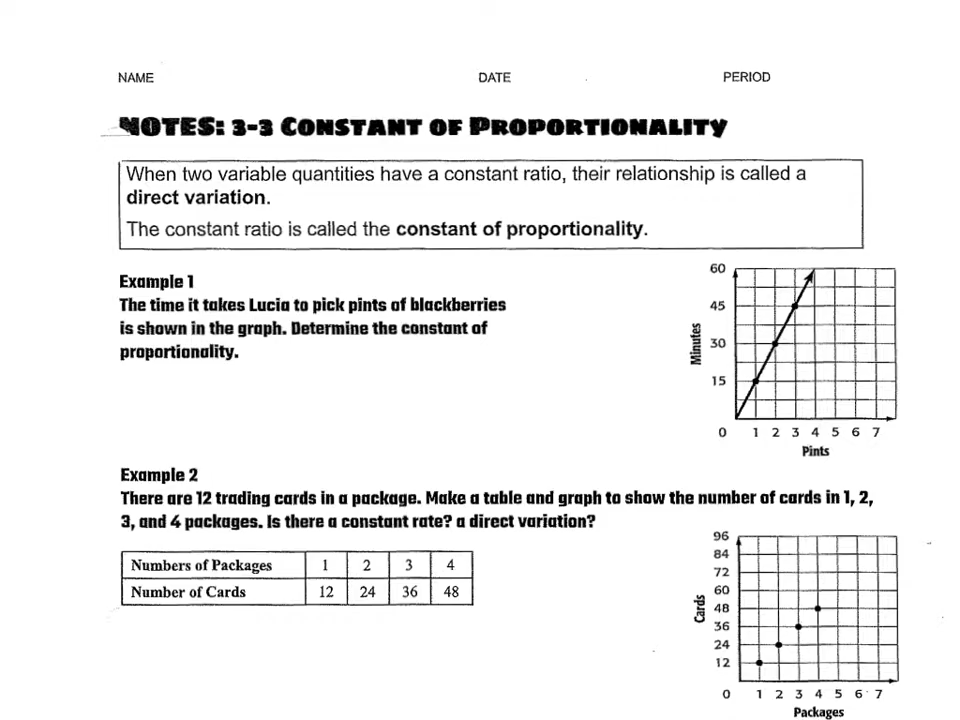 NAME DATE PERIOD
NOTES: 3-3 CONSTANT OF PROPORTIONALITY
When two variable quantities have a constant ratio, their relationship is called a
direct variation.
The constant ratio is called the constant of proportionality.
Example 1
The time it takes Lucia to pick pints of blackberries
is shown in the graph. Determine the constant of
proportionality.
60
45
30
15
0 1 2 3 4 5 6 7
Minutes
Pints
Example 2
There are 12 trading cards in a package. Make a table and graph to show the number of cards in 1, 2,
3, and 4 packages. Is there a constant rate? a direct variation?
Numbers of Packages 1 2 3 4
Number of Cards 12 24 36 48
96
84
72
60
48
36
24
12
0 1 2 3 4 5 6 7
Cards
Packages